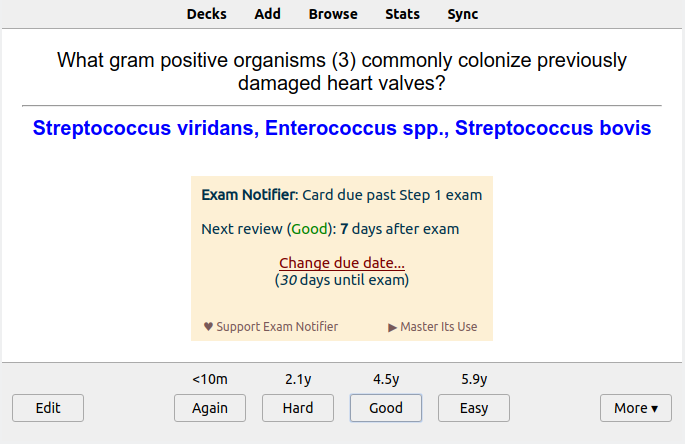 Decks Add Browse Stats Sync
What gram positive organisms (3) commonly colonize previously
damaged heart valves?
Streptococcus viridans, Enterococcus spp., Streptococcus bovis
Exam Notifier: Card due past Step 1 exam
Next review (Good): 7 days after exam
Change due date...
(30 days until exam)
♥ Support Exam Notifier ▶ Master Its Use
<10m 2.1y 4.5y 5.9y
Edit Again Hard Good Easy More ▾